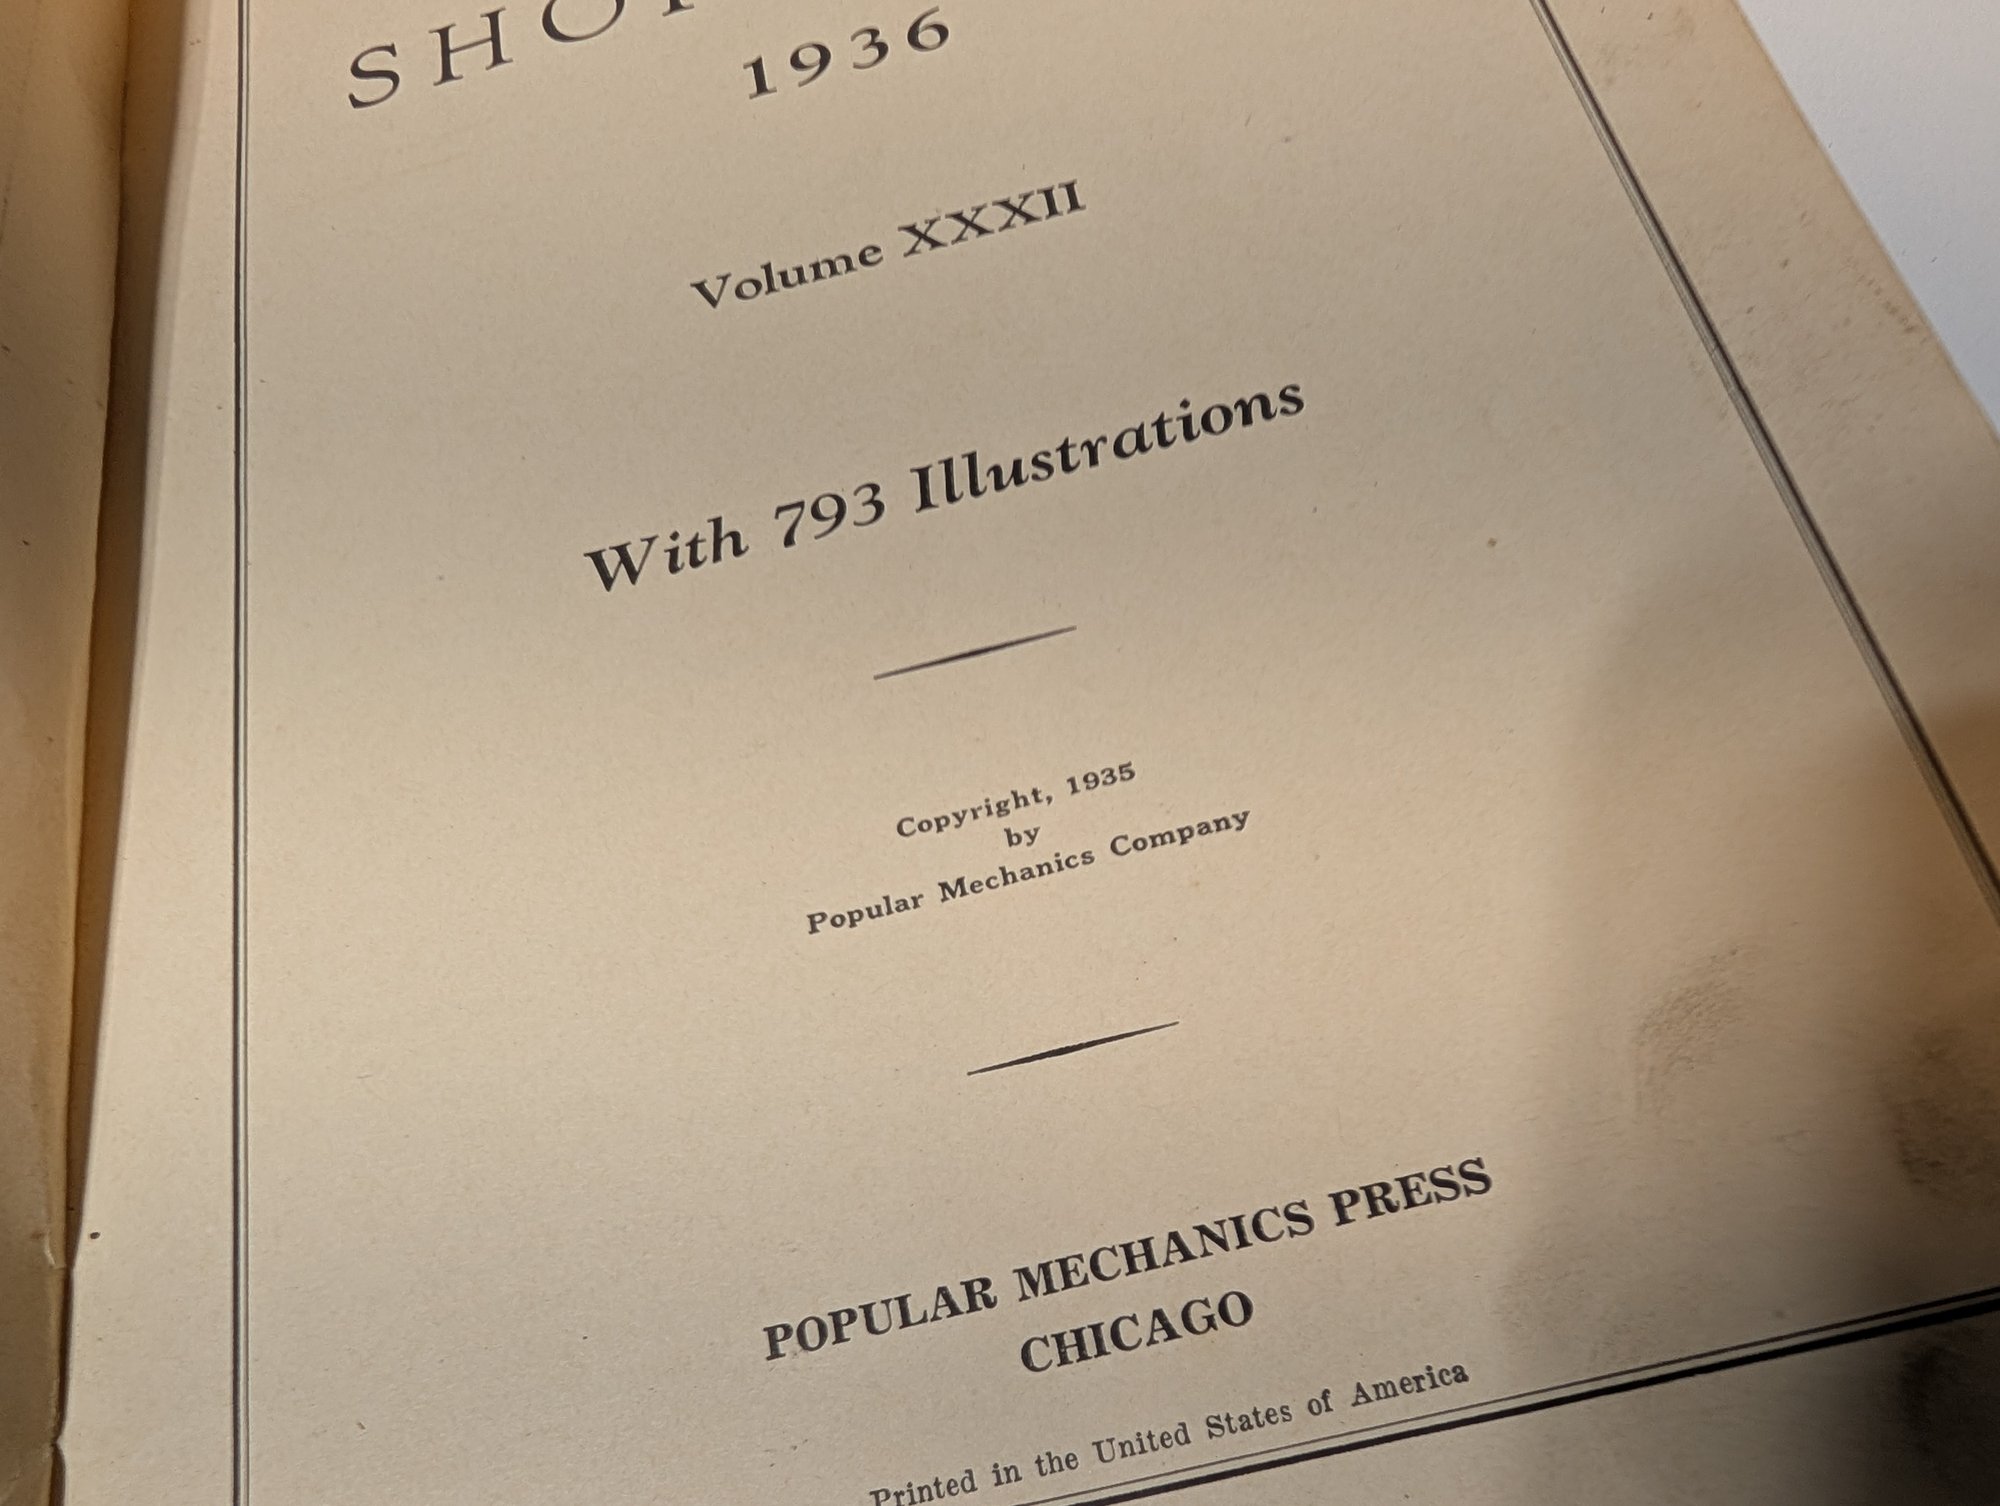 1936
Volume XXXII
With 793 Illustrations
Copyright, 1935
by
Popular Mechanics Company
POPULAR MECHANICS PRESS
CHICAGO
Printed in the United States of America